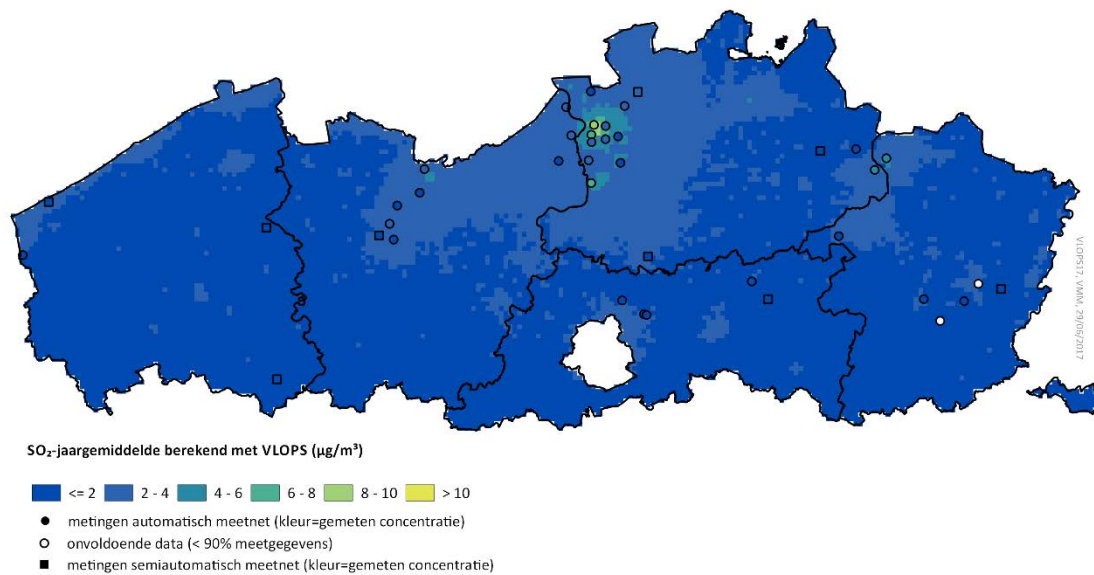 VLOPS17, VMM, 29/06/2017
SO₂-jaargemiddelde berekend met VLOPS (µg/m³)
<= 2 2 - 4 4 - 6 6 - 8 8 - 10 > 10
metingen automatisch meetnet (kleur=gemeten concentratie)
onvoldoende data (< 90% meetgegevens)
metingen semiautomatisch meetnet (kleur=gemeten concentratie)